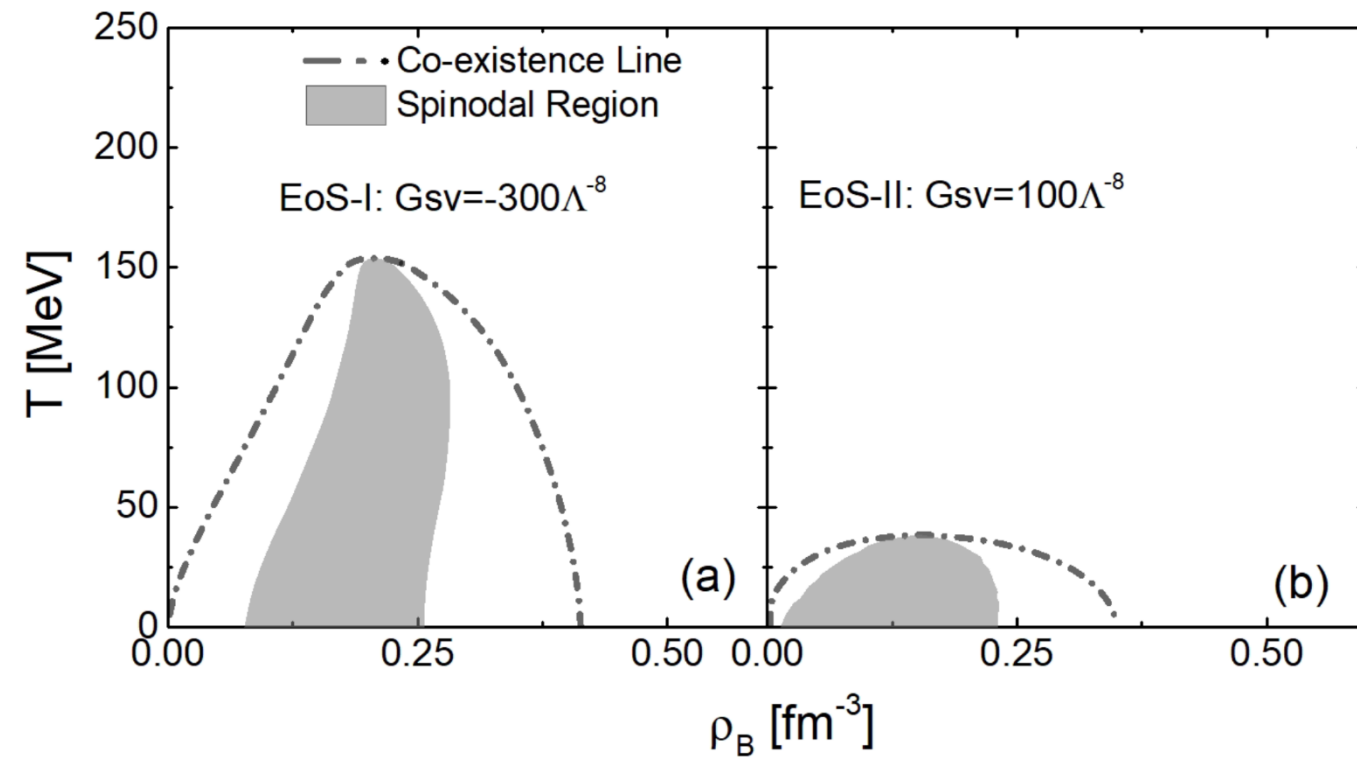 250
200
150
100
50
0
T [MeV]
Co-existence Line
Spinodal Region
EoS-I: Gsv=-300Λ⁻⁸
EoS-II: Gsv=100Λ⁻⁸
(a)
(b)
0.00
0.25
0.50
0.00
0.25
0.50
ρ_B [fm⁻³]